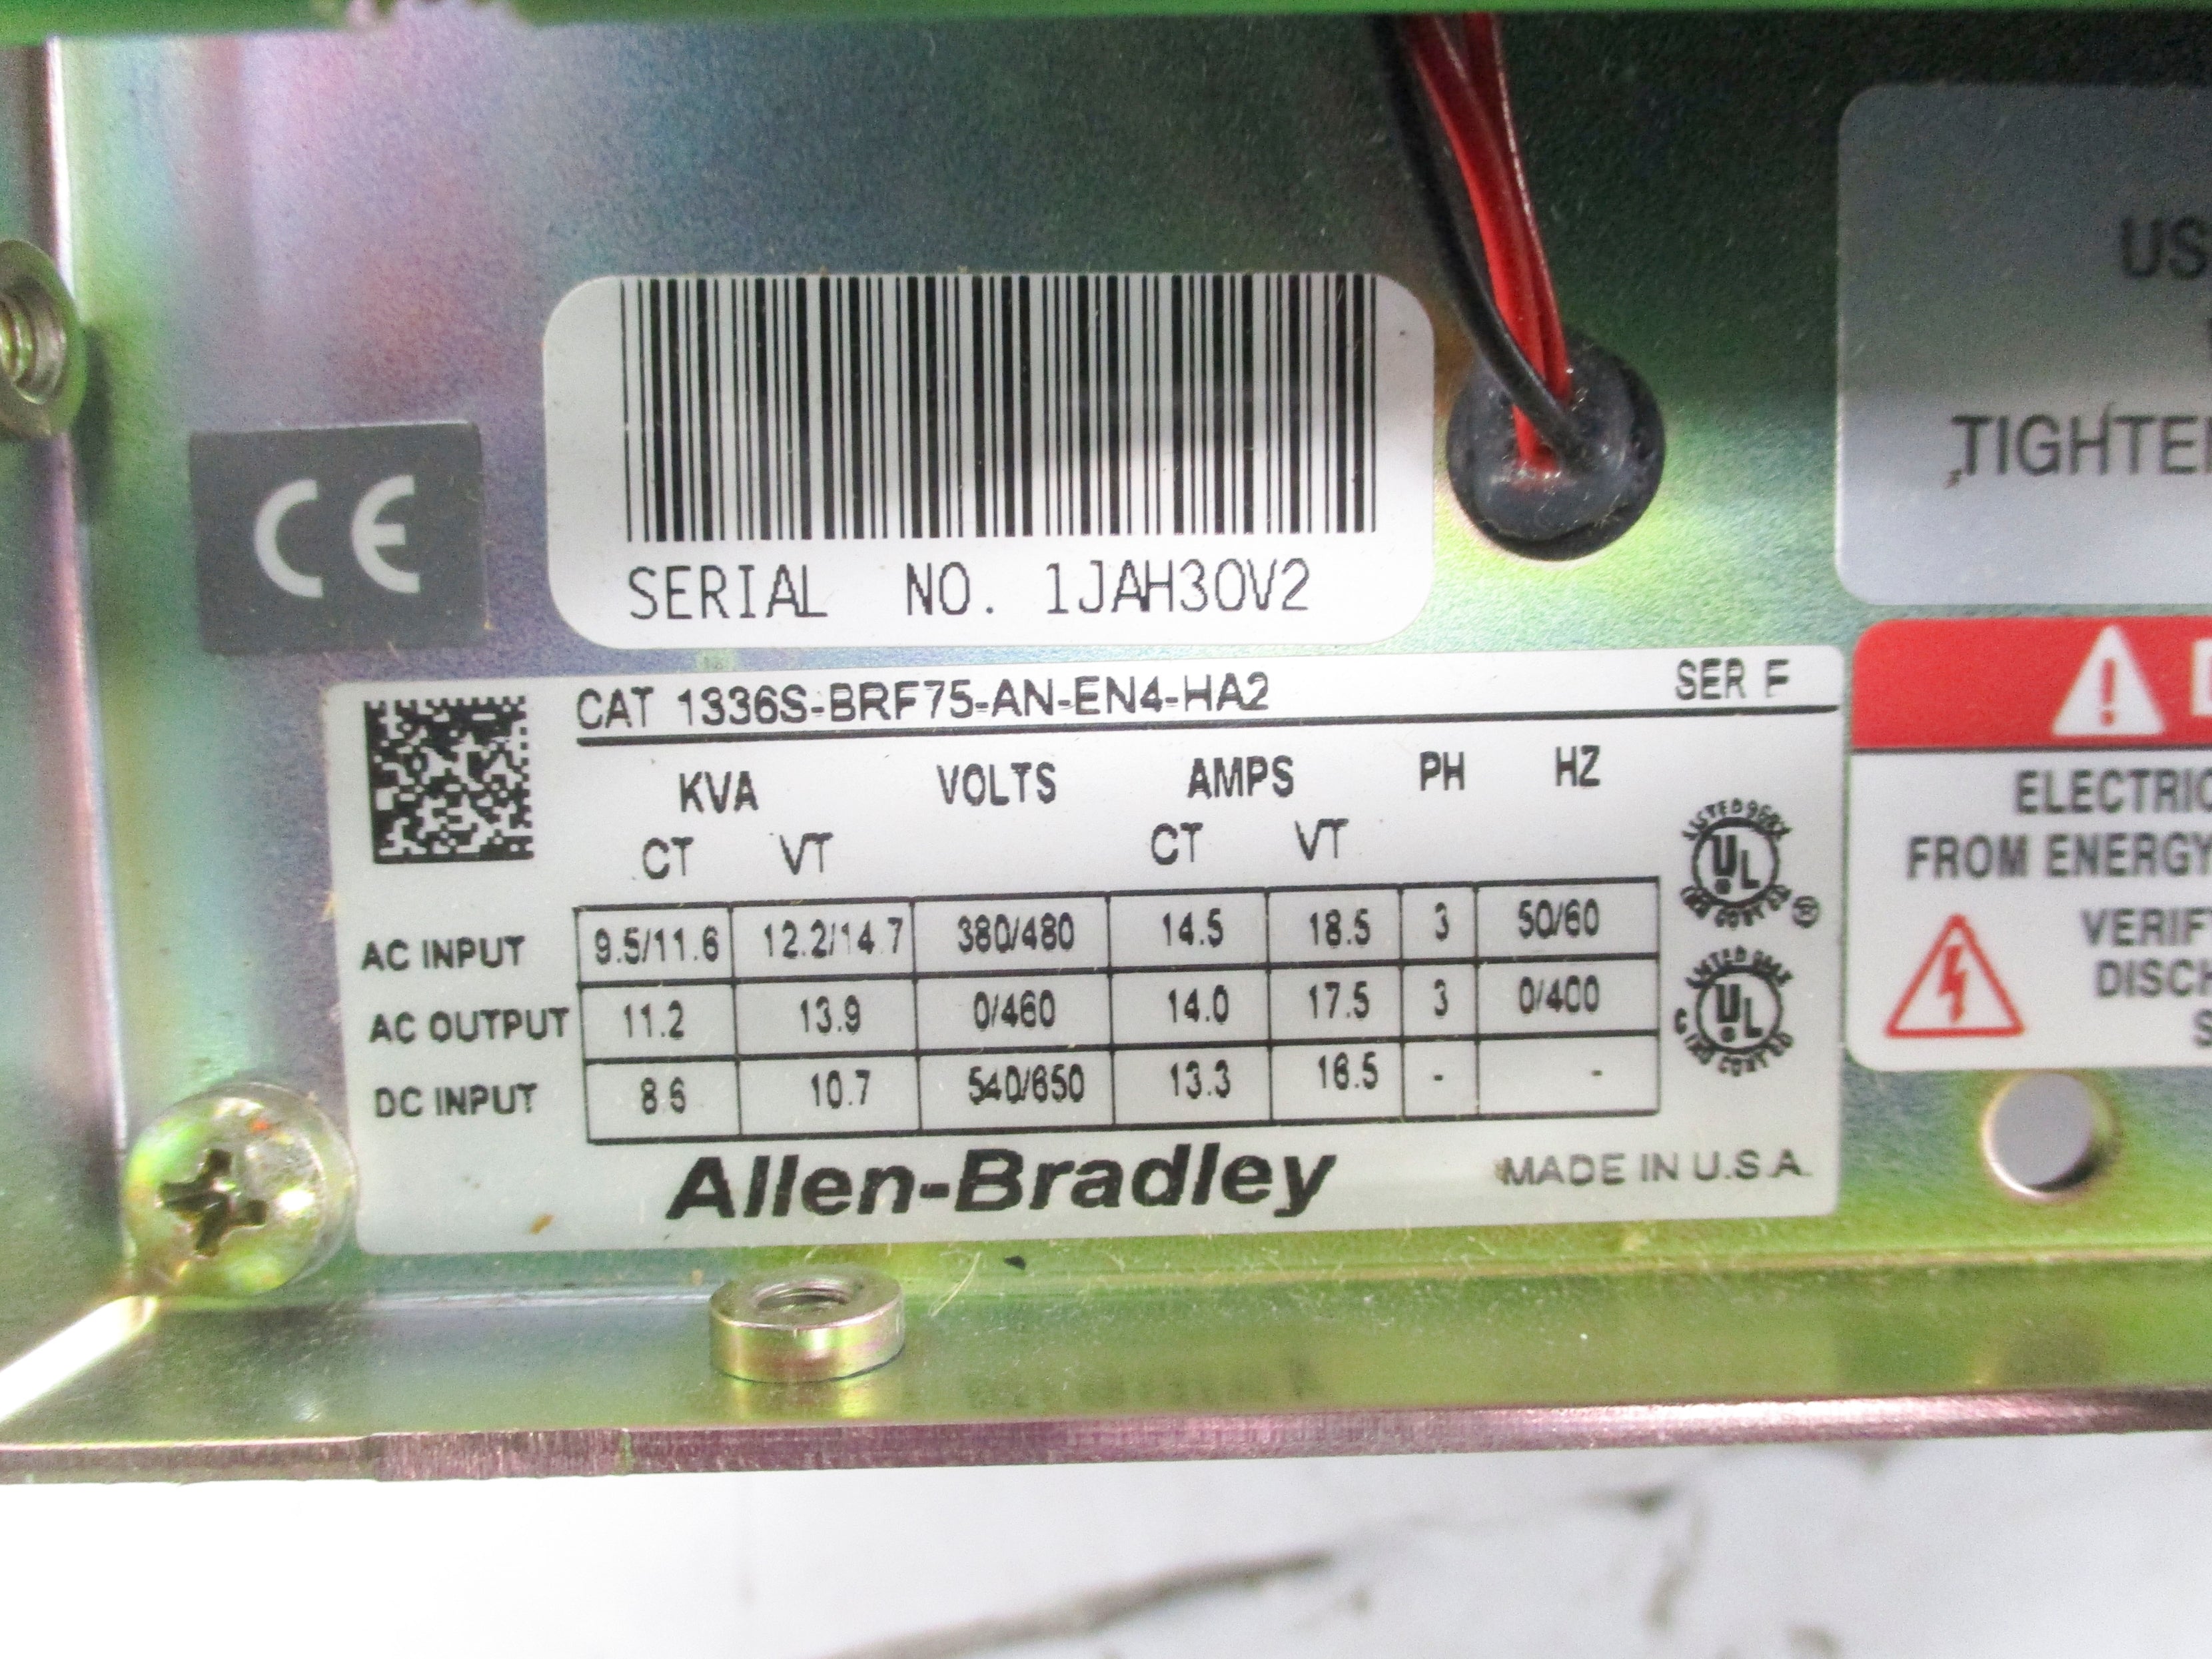 CE
SERIAL NO. 1JAH30V2
CAT 1336S-BRF75-AN-EN4-HA2 SER F
KVA VOLTS AMPS PH HZ
CT VT CT VT
AC INPUT 9.5/11.6 12.2/14.7 380/480 14.5 18.5 3 50/60
AC OUTPUT 11.2 13.9 0/460 14.0 17.5 3 0/400
DC INPUT 8.6 10.7 540/650 13.3 16.5 - -
Allen-Bradley MADE IN U.S.A.
UL
®
C UL
US
TIGHTEN
ELECTRIC
FROM ENERGY
VERIF
DISCH
S